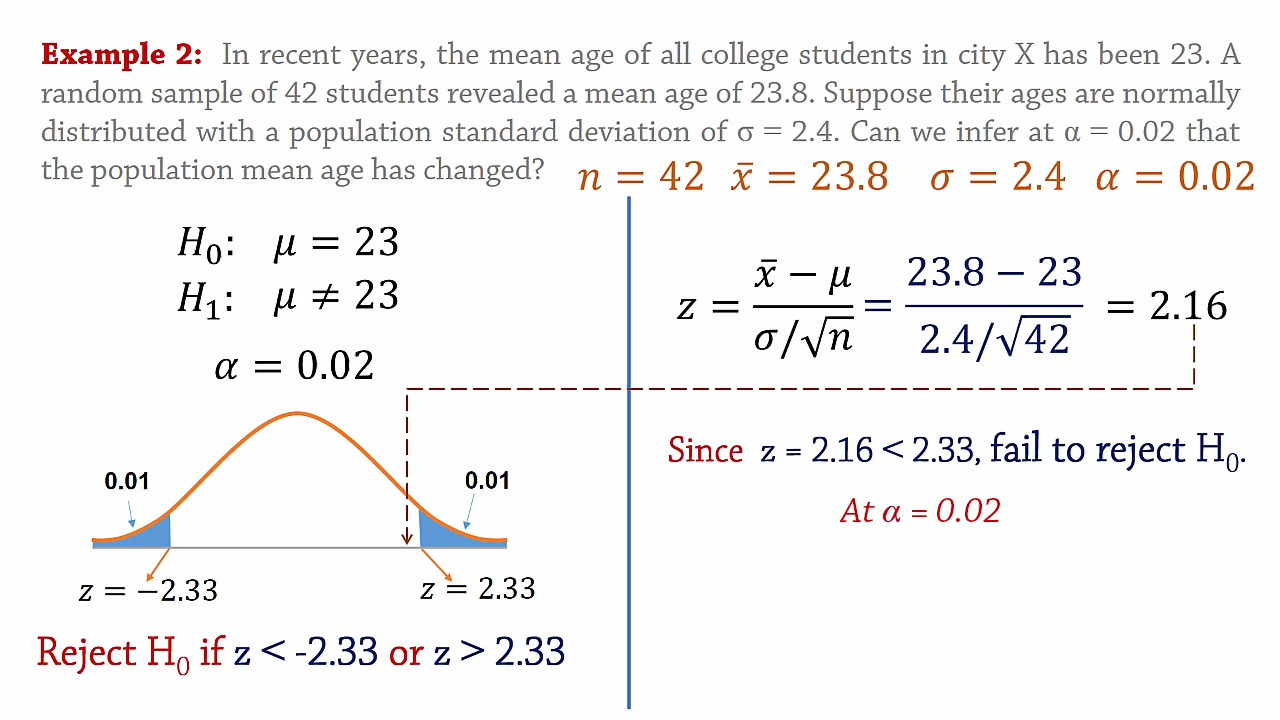 Example 2: In recent years, the mean age of all college students in city X has been 23. A
random sample of 42 students revealed a mean age of 23.8. Suppose their ages are normally
distributed with a population standard deviation of σ = 2.4. Can we infer at α = 0.02 that
the population mean age has changed?
n = 42 x̄ = 23.8 σ = 2.4 α = 0.02
H₀: μ = 23
H₁: μ ≠ 23
α = 0.02
0.01 0.01
z = −2.33 z = 2.33
Reject H₀ if z < -2.33 or z > 2.33
z = (x̄ − μ)/(σ/√n) = (23.8 − 23)/(2.4/√42) = 2.16
Since z = 2.16 < 2.33, fail to reject H₀.
At α = 0.02